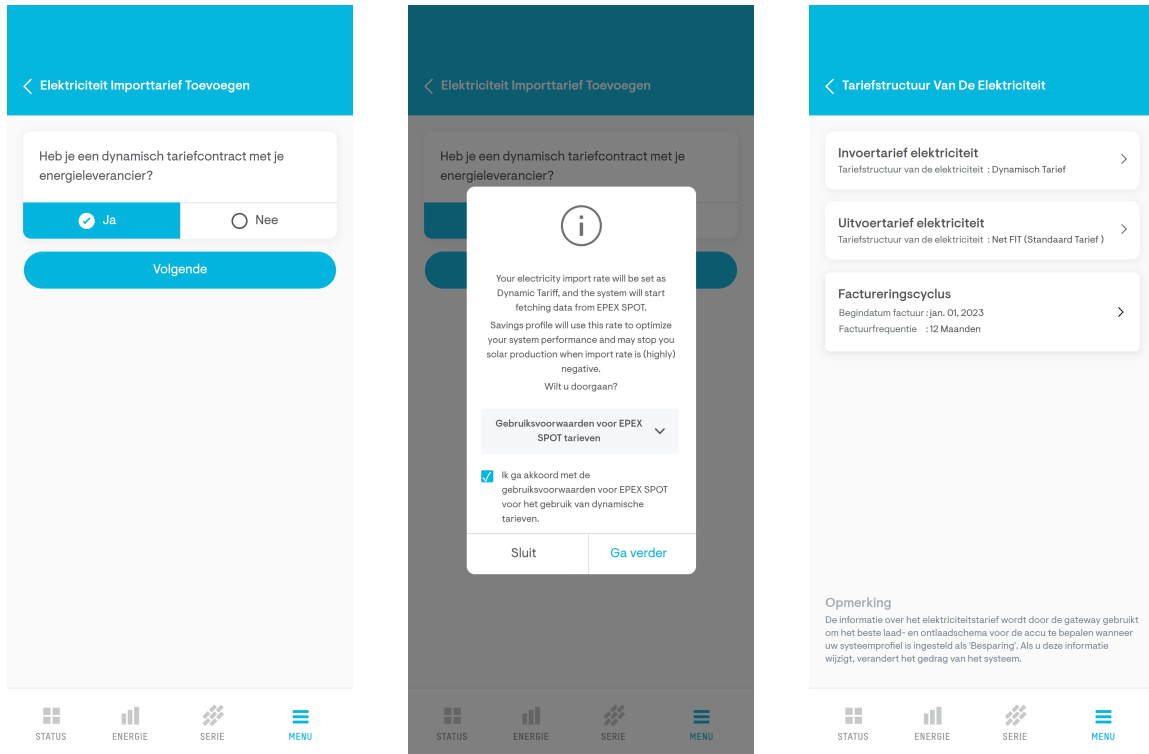 Elektriciteit Importtarief Toevoegen
Heb je een dynamisch tariefcontract met je
energieleverancier?
Ja
Nee
Volgende
STATUS
ENERGIE
SERIE
MENU
Elektriciteit Importtarief Toevoegen
Heb je een dynamisch tariefcontract met je
energieleverancier?
i
Your electricity import rate will be set as
Dynamic Tariff, and the system will start
fetching data from EPEX SPOT.
Savings profile will use this rate to optimize
your system performance and may stop you
solar production when import rate is (highly)
negative.
Wilt u doorgaan?
Gebruiksvoorwaarden voor EPEX
SPOT tarieven
Ik ga akkoord met de
gebruiksvoorwaarden voor EPEX SPOT
voor het gebruik van dynamische
tarieven.
Sluit
Ga verder
STATUS
ENERGIE
SERIE
MENU
Tariefstructuur Van De Elektriciteit
Invoertarief elektriciteit
Tariefstructuur van de elektriciteit : Dynamisch Tarief
Uitvoertarief elektriciteit
Tariefstructuur van de elektriciteit : Net FIT (Standaard Tarief )
Factureringscyclus
Begindatum factuur : jan. 01, 2023
Factuurfrequentie : 12 Maanden
Opmerking
De informatie over het elektriciteitstarief wordt door de gateway gebruikt
om het beste laad- en ontlaadschema voor de accu te bepalen wanneer
uw systeemprofiel is ingesteld als 'Besparing'. Als u deze informatie
wijzigt, verandert het gedrag van het systeem.
STATUS
ENERGIE
SERIE
MENU